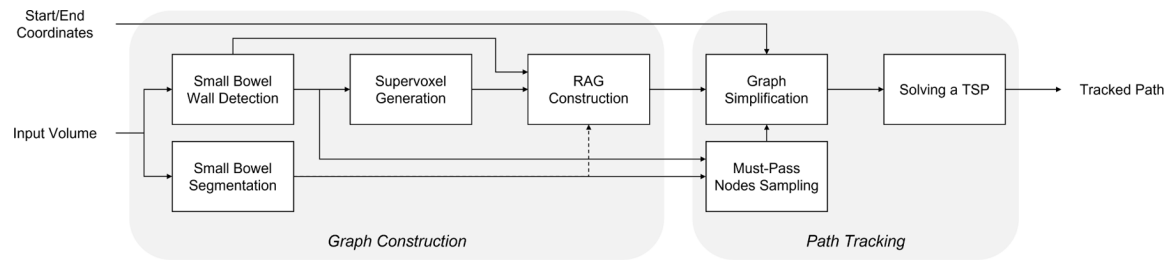 Start/End
Coordinates
Input Volume
Small Bowel
Wall Detection
Supervoxel
Generation
RAG
Construction
Small Bowel
Segmentation
Graph Construction
Graph
Simplification
Solving a TSP
Must-Pass
Nodes Sampling
Path Tracking
Tracked Path